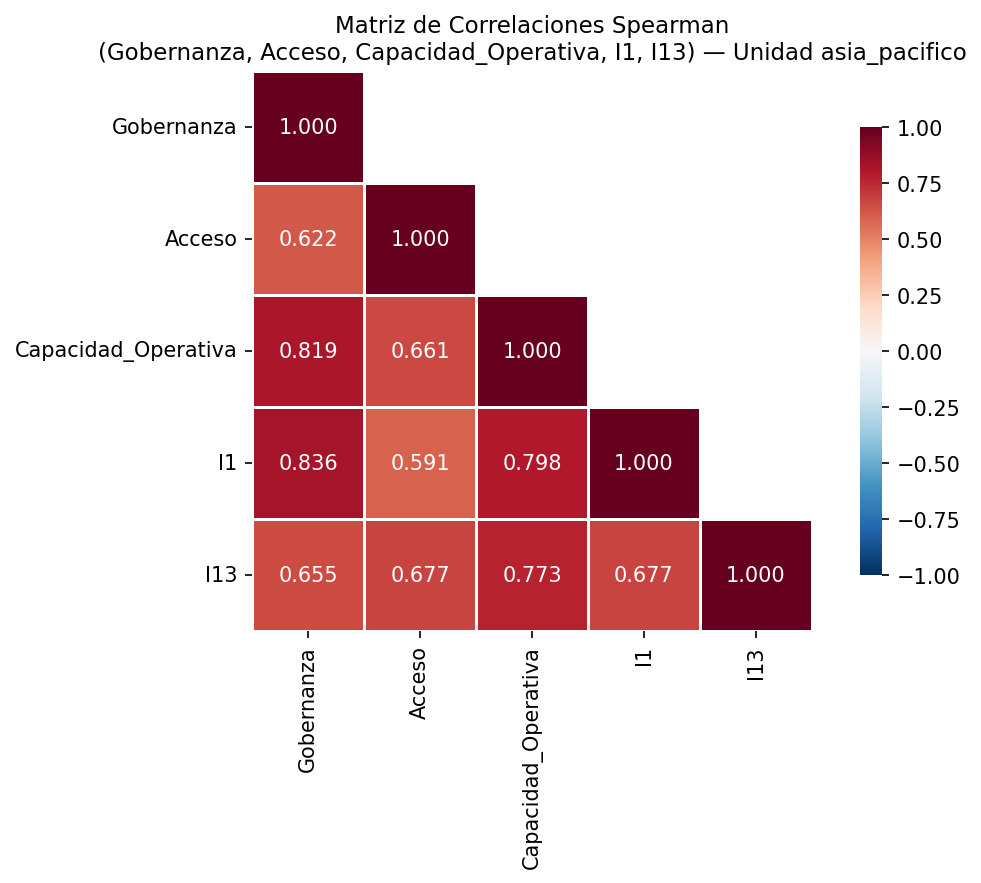 Matriz de Correlaciones Spearman
(Gobernanza, Acceso, Capacidad_Operativa, I1, I13) — Unidad asia_pacifico
Gobernanza 1.000
Acceso 0.622 1.000
Capacidad_Operativa 0.819 0.661 1.000
I1 0.836 0.591 0.798 1.000
I13 0.655 0.677 0.773 0.677 1.000
Gobernanza
Acceso
Capacidad_Operativa
I1
I13
1.00
0.75
0.50
0.25
0.00
−0.25
−0.50
−0.75
−1.00